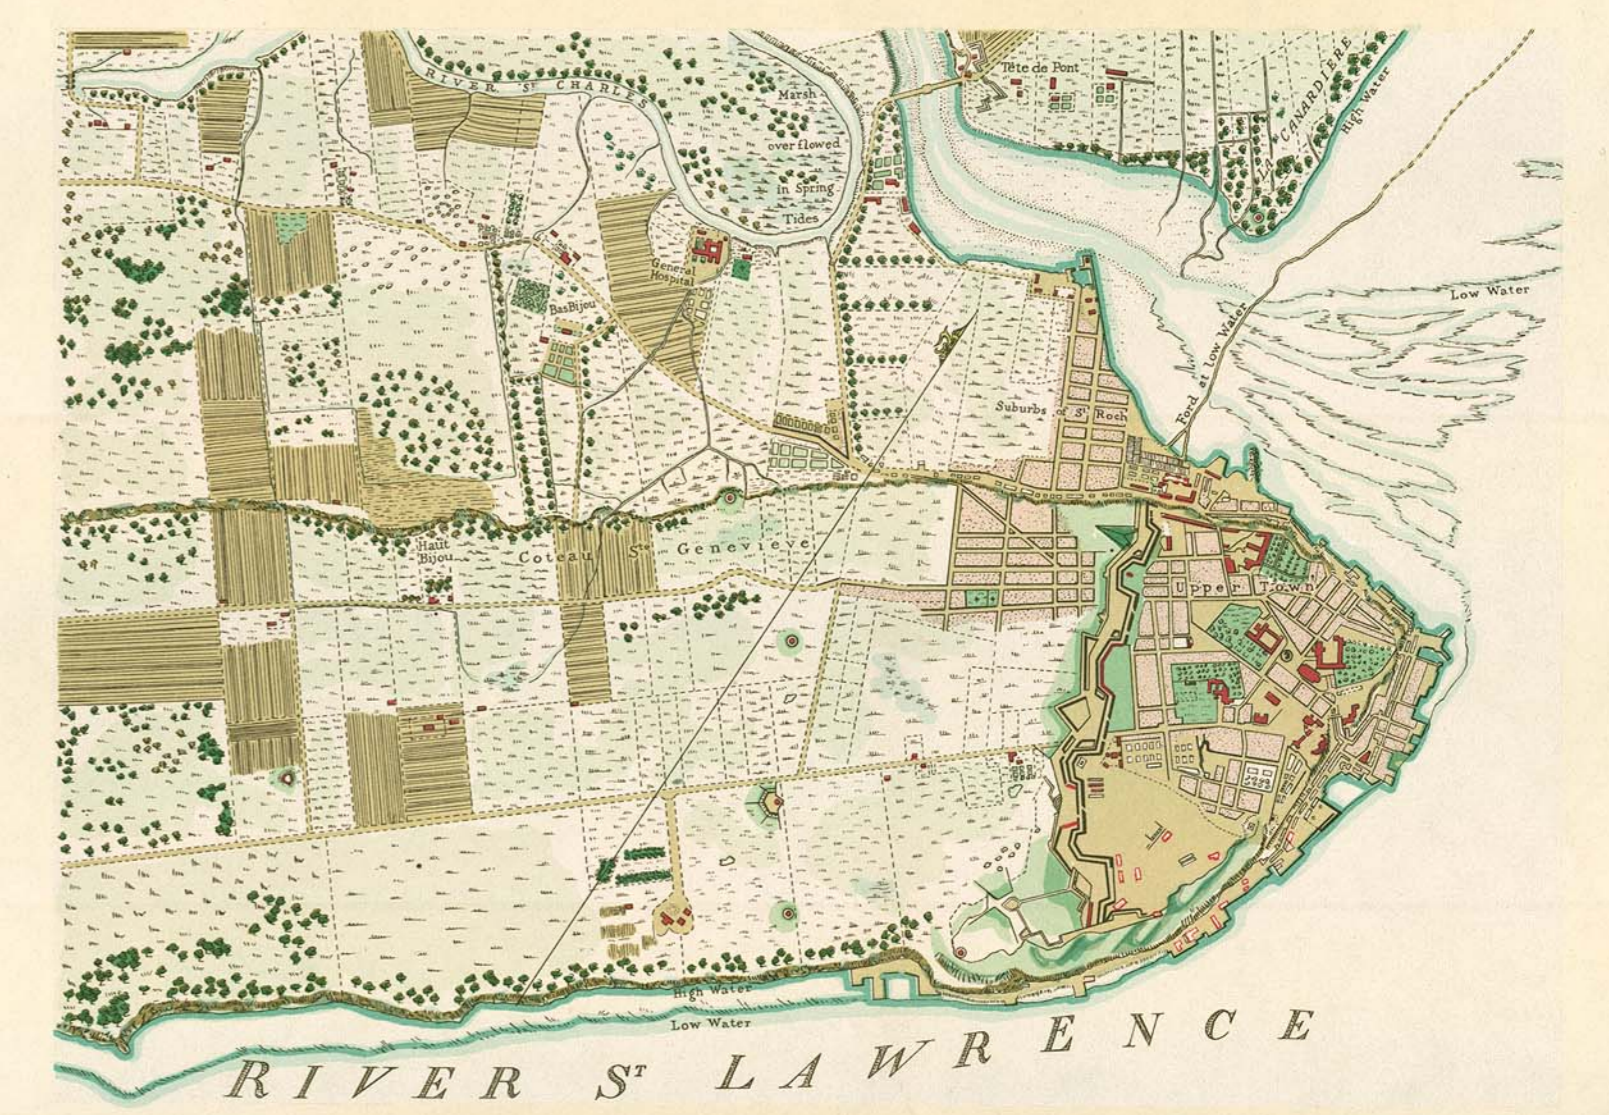 RIVER ST CHARLES
Marsh
over flowed
in Spring
Tides
Tête de Pont
LA CANARDIERE
High Water
General
Hospital
Bas Bijou
Low Water
Ford at low Water
Suburbs of St Roch
Haut
Bijou
Coteau Ste Genevieve
Upper Town
High Water
Low Water
RIVER ST LAWRENCE